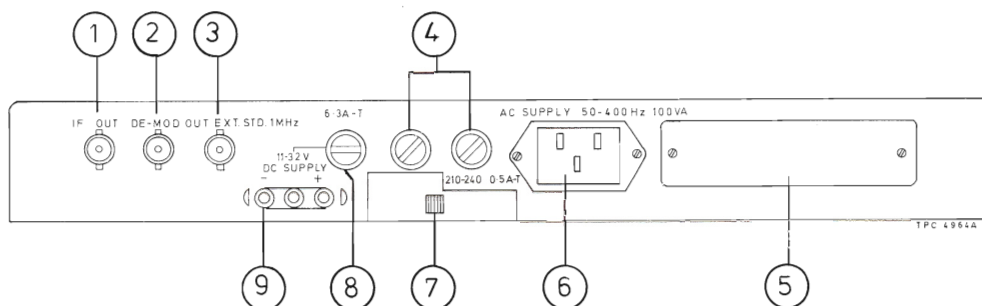 1 2 3 4
6·3A-T
AC SUPPLY 50-400Hz 100VA
IF OUT DE-MOD OUT EXT. STD. 1MHz
11-32V
DC SUPPLY
- +
210-240 0·5A-T
TPC 4964A
9 8 7 6 5